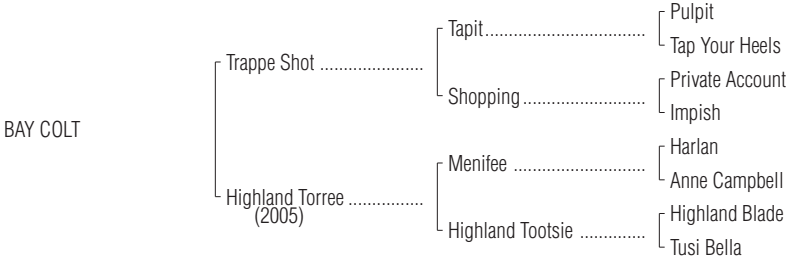 Pulpit
Tapit..................................
Tap Your Heels
Trappe Shot ......................
Private Account
Shopping..........................
Impish
BAY COLT
Harlan
Menifee ............................
Anne Campbell
Highland Torree ................
(2005)
Highland Blade
Highland Tootsie ..............
Tusi Bella